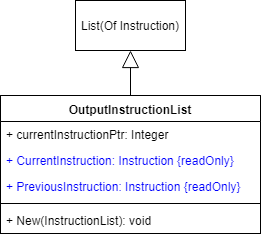 List(Of Instruction)
OutputInstructionList
+ currentInstructionPtr: Integer
+ CurrentInstruction: Instruction {readOnly}
+ PreviousInstruction: Instruction {readOnly}
+ New(InstructionList): void